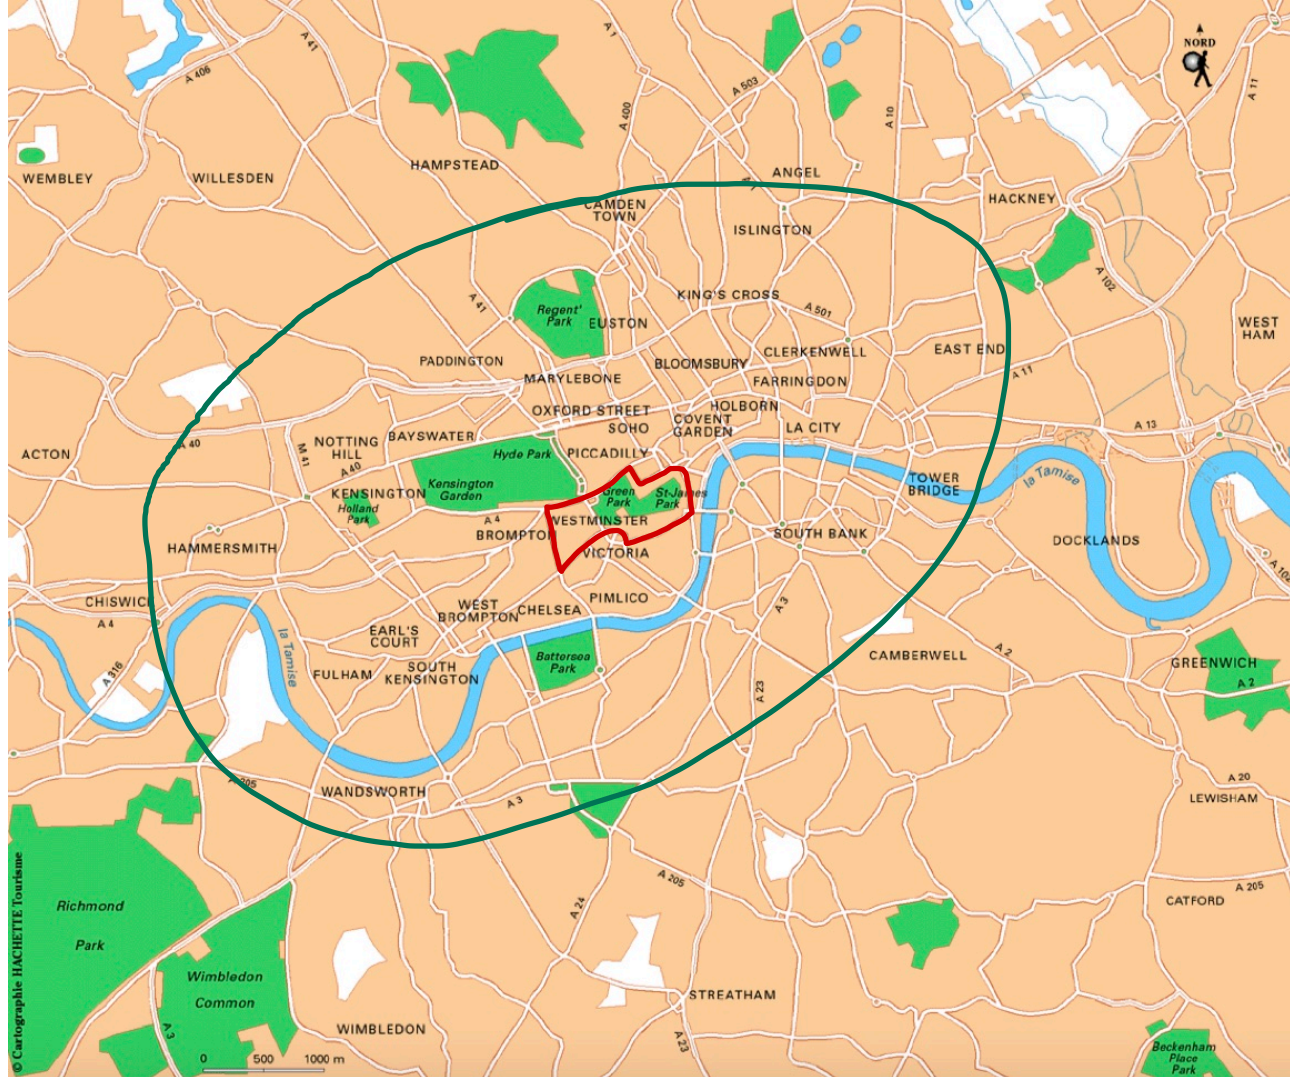 NORD
A 41
A 1
A 406
A 503
A 11
A 400
A 10
WEMBLEY
WILLESDEN
HAMPSTEAD
ANGEL
HACKNEY
CAMDEN
TOWN
ISLINGTON
A 102
A 41
Regent'
Park
EUSTON
KING'S CROSS
A 501
WEST
HAM
PADDINGTON
BLOOMSBURY
CLERKENWELL
EAST END
A 11
MARYLEBONE
FARRINGDON
OXFORD STREET
HOLBORN
SOHO
COVENT
GARDEN
LA CITY
A 13
ACTON
A 40
M 41
NOTTING
HILL
BAYSWATER
A 40
Hyde Park
PICCADILLY
la Tamise
KENSINGTON
Holland
Park
Kensington
Garden
Green
Park
St-James
Park
TOWER
BRIDGE
A 4
WESTMINSTER
BROMPTON
VICTORIA
SOUTH BANK
DOCKLANDS
HAMMERSMITH
A 102
CHISWICK
A 4
WEST
BROMPTON
CHELSEA
PIMLICO
A 3
EARL'S
COURT
la Tamise
A 316
FULHAM
SOUTH
KENSINGTON
Battersea
Park
CAMBERWELL
A 2
GREENWICH
A 2
A 23
A 205
WANDSWORTH
A 3
A 20
LEWISHAM
A 205
A 205
CATFORD
A 24
Richmond
Park
Wimbledon
Common
STREATHAM
A 3
WIMBLEDON
A 23
Beckenham
Place
Park
0 500 1000 m
© Cartographie HACHETTE Tourisme